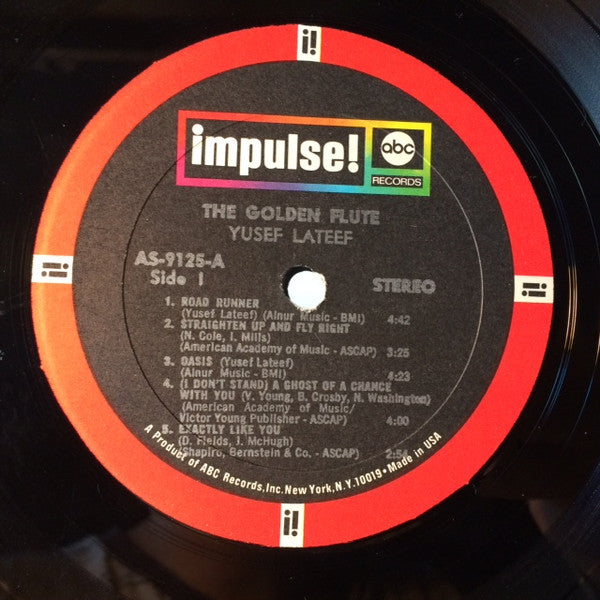 i!
impulse!
abc
RECORDS
THE GOLDEN FLUTE
YUSEF LATEEF
AS-9125-A
Side 1
STEREO
1. ROAD RUNNER
(Yusef Lateef) (Alnur Music - BMI) 4:42
2. STRAIGHTEN UP AND FLY RIGHT
(N. Cole, I. Mills)
(American Academy of Music - ASCAP) 3:25
3. OASIS (Yusef Lateef)
(Alnur Music - BMI) 4:23
4. (I DON'T STAND) A GHOST OF A CHANCE
WITH YOU (V. Young, B. Crosby, N. Washington)
(American Academy of Music/
Victor Young Publisher - ASCAP) 4:00
5. EXACTLY LIKE YOU
(D. Fields, J. McHugh)
(Shapiro, Bernstein & Co. - ASCAP) 2:54
A Product of ABC Records, Inc. New York, N.Y. 10019 • Made in USA
i!
i!
i!